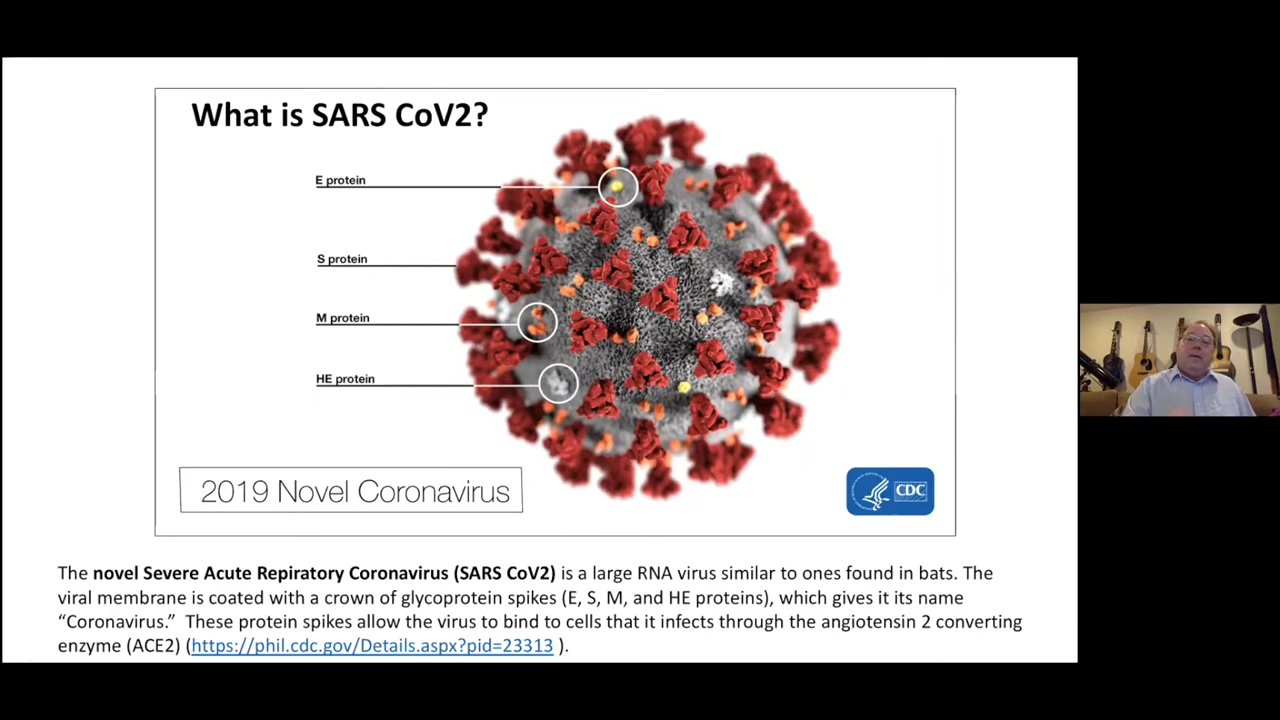 What is SARS CoV2?
E protein
S protein
M protein
HE protein
2019 Novel Coronavirus
CDC
The novel Severe Acute Repiratory Coronavirus (SARS CoV2) is a large RNA virus similar to ones found in bats. The
viral membrane is coated with a crown of glycoprotein spikes (E, S, M, and HE proteins), which gives it its name
“Coronavirus.” These protein spikes allow the virus to bind to cells that it infects through the angiotensin 2 converting
enzyme (ACE2) (https://phil.cdc.gov/Details.aspx?pid=23313 ).